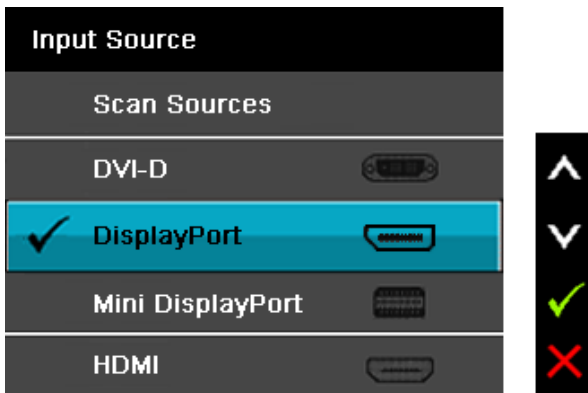 Input Source
Scan Sources
DVI-D
DisplayPort
Mini DisplayPort
HDMI